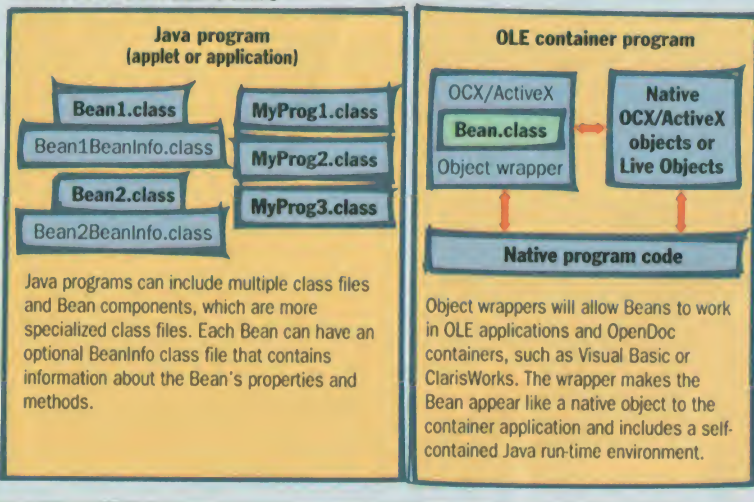 Java program
(applet or application)
Bean1.class
Bean1BeanInfo.class
Bean2.class
Bean2BeanInfo.class
MyProg1.class
MyProg2.class
MyProg3.class
Java programs can include multiple class files
and Bean components, which are more
specialized class files. Each Bean can have an
optional BeanInfo class file that contains
information about the Bean's properties and
methods.
OLE container program
OCX/ActiveX
Bean.class
Object wrapper
Native
OCX/ActiveX
objects or
Live Objects
Native program code
Object wrappers will allow Beans to work
in OLE applications and OpenDoc
containers, such as Visual Basic or
ClarisWorks. The wrapper makes the
Bean appear like a native object to the
container application and includes a self-
contained Java run-time environment.